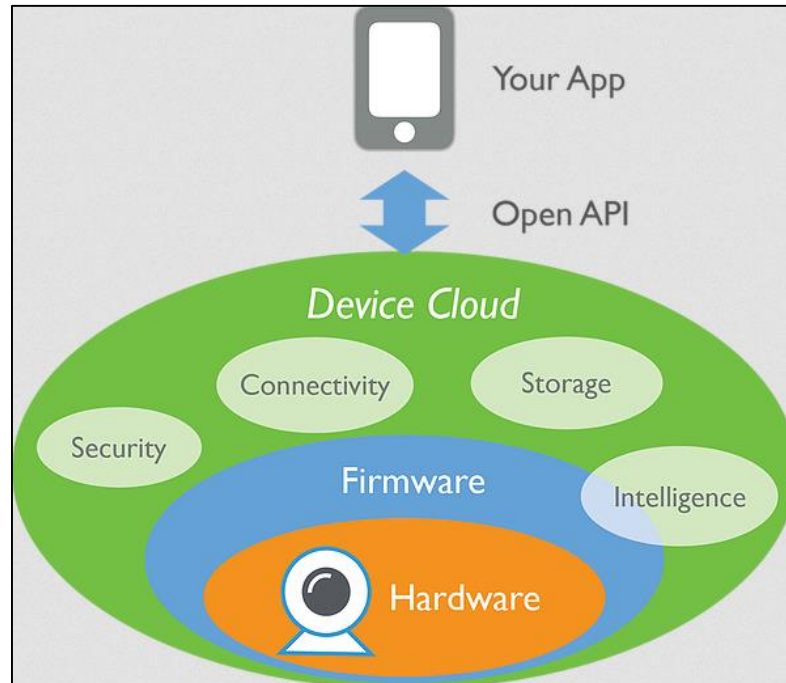 Your App
Open API
Device Cloud
Connectivity
Storage
Security
Firmware
Intelligence
Hardware